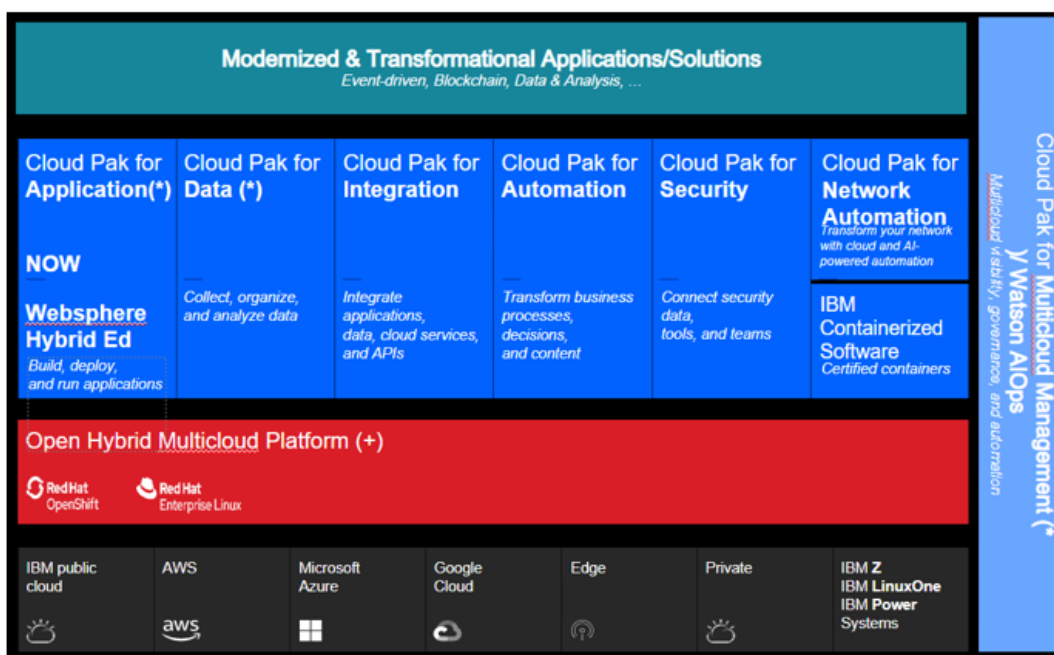 Modernized & Transformational Applications/Solutions
Event-driven, Blockchain, Data & Analysis, ...
Cloud Pak for
Application(*)
NOW
Websphere
Hybrid Ed
Build, deploy,
and run applications
Cloud Pak for
Data (*)
Collect, organize,
and analyze data
Cloud Pak for
Integration
Integrate
applications,
data, cloud services,
and APIs
Cloud Pak for
Automation
Transform business
processes,
decisions,
and content
Cloud Pak for
Security
Connect security
data,
tools, and teams
Cloud Pak for
Network
Automation
Transform your network
with cloud and AI-
powered automation
IBM
Containerized
Software
Certified containers
Open Hybrid Multicloud Platform (+)
Red Hat
OpenShift
Red Hat
Enterprise Linux
IBM public
cloud
AWS
aws
Microsoft
Azure
Google
Cloud
Edge
Private
IBM Z
IBM LinuxOne
IBM Power
Systems
Cloud Pak for Multicloud Management (*
)/ Watson AIOps
Multicloud visibility, governance, and automation